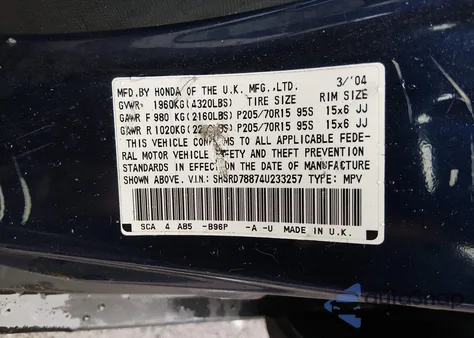 MFD.BY HONDA OF THE U.K. MFG.,LTD. 3/'04
GVWR, 1960KG(4320LBS) TIRE SIZE RIM SIZE
GAWR F 980 KG(2160LBS) P205/70R15 95S 15x6 JJ
GAWR R 1020KG(22 P205/70R15 95S 15x6 JJ
THIS VEHICLE CONFORMS TO ALL APPLICABLE FEDE-
RAL MOTOR VEHICLE SAFETY AND THEFT PREVENTION
STANDARDS IN EFFECT ON THE DATE OF MANUFACTURE
SHOWN ABOVE. V.I.N: SHSRD78874U233257 TYPE: MPV
SCA 4 AB5 -B96P -A -U MADE IN U.K.
AutoSnap